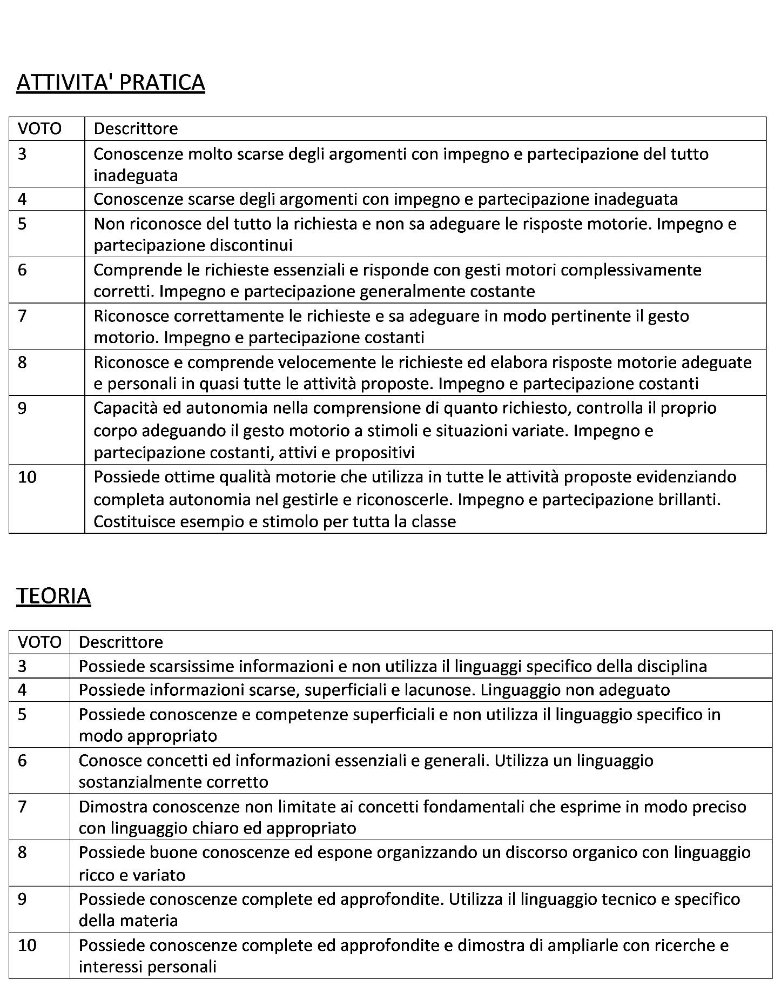 ATTIVITA' PRATICA
VOTO Descrittore
3 Conoscenze molto scarse degli argomenti con impegno e partecipazione del tutto
inadeguata
4 Conoscenze scarse degli argomenti con impegno e partecipazione inadeguata
5 Non riconosce del tutto la richiesta e non sa adeguare le risposte motorie. Impegno e
partecipazione discontinui
6 Comprende le richieste essenziali e risponde con gesti motori complessivamente
corretti. Impegno e partecipazione generalmente costante
7 Riconosce correttamente le richieste e sa adeguare in modo pertinente il gesto
motorio. Impegno e partecipazione costanti
8 Riconosce e comprende velocemente le richieste ed elabora risposte motorie adeguate
e personali in quasi tutte le attività proposte. Impegno e partecipazione costanti
9 Capacità ed autonomia nella comprensione di quanto richiesto, controlla il proprio
corpo adeguando il gesto motorio a stimoli e situazioni variate. Impegno e
partecipazione costanti, attivi e propositivi
10 Possiede ottime qualità motorie che utilizza in tutte le attività proposte evidenziando
completa autonomia nel gestirle e riconoscerle. Impegno e partecipazione brillanti.
Costituisce esempio e stimolo per tutta la classe
TEORIA
VOTO Descrittore
3 Possiede scarsissime informazioni e non utilizza il linguaggi specifico della disciplina
4 Possiede informazioni scarse, superficiali e lacunose. Linguaggio non adeguato
5 Possiede conoscenze e competenze superficiali e non utilizza il linguaggio specifico in
modo appropriato
6 Conosce concetti ed informazioni essenziali e generali. Utilizza un linguaggio
sostanzialmente corretto
7 Dimostra conoscenze non limitate ai concetti fondamentali che esprime in modo preciso
con linguaggio chiaro ed appropriato
8 Possiede buone conoscenze ed espone organizzando un discorso organico con linguaggio
ricco e variato
9 Possiede conoscenze complete ed approfondite. Utilizza il linguaggio tecnico e specifico
della materia
10 Possiede conoscenze complete ed approfondite e dimostra di ampliarle con ricerche e
interessi personali